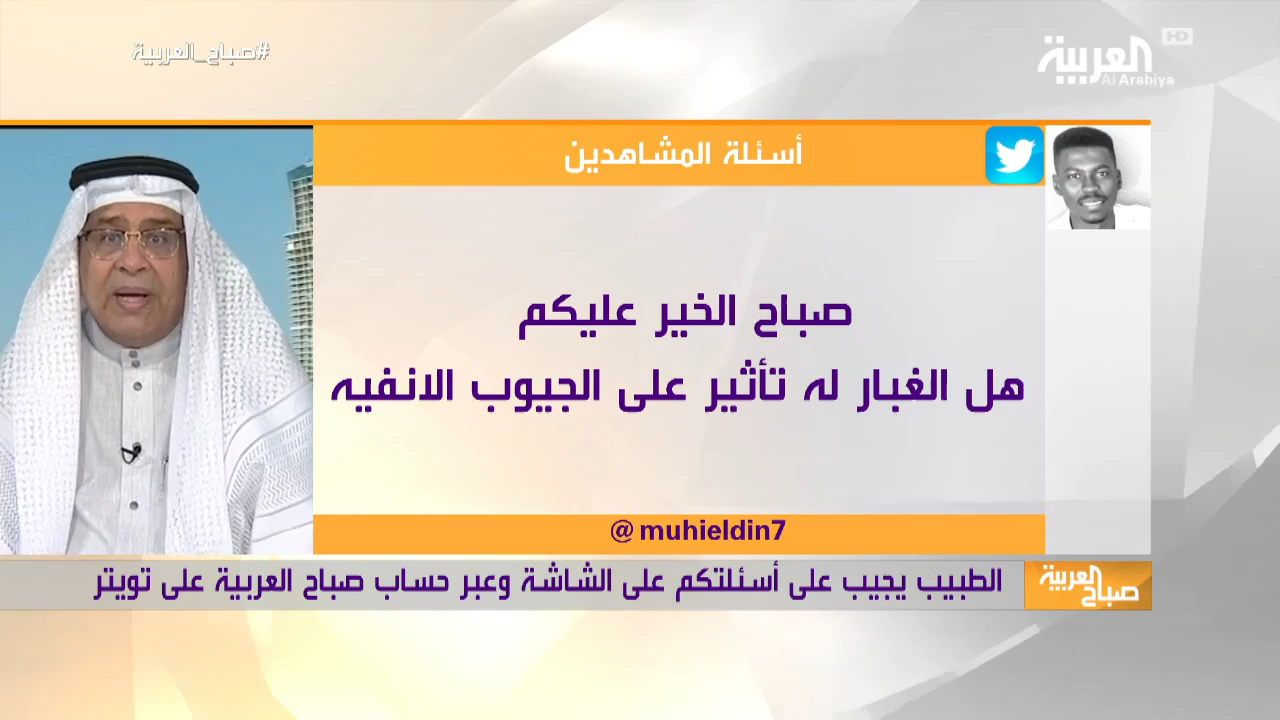 #صباح_العربية
العربية HD
Al Arabiya
أسئلة المشاهدين
صباح الخير عليكم
هل الغبار له تأثير على الجيوب الانفيه
@muhieldin7
صباح العربية
الطبيب يجيب على أسئلتكم على الشاشة وعبر حساب صباح العربية على تويتر